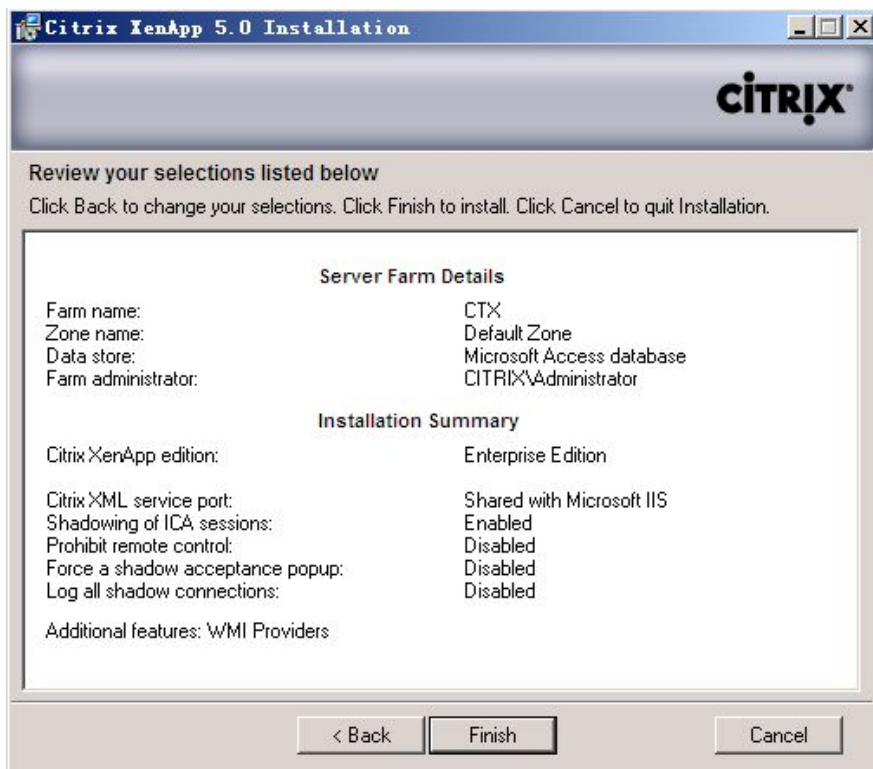 Citrix XenApp 5.0 Installation
CITRIX
Review your selections listed below
Click Back to change your selections. Click Finish to install. Click Cancel to quit Installation.
Server Farm Details
Farm name: CTX
Zone name: Default Zone
Data store: Microsoft Access database
Farm administrator: CITRIX\Administrator
Installation Summary
Citrix XenApp edition: Enterprise Edition
Citrix XML service port: Shared with Microsoft IIS
Shadowing of ICA sessions: Enabled
Prohibit remote control: Disabled
Force a shadow acceptance popup: Disabled
Log all shadow connections: Disabled
Additional features: WMI Providers
< Back Finish Cancel